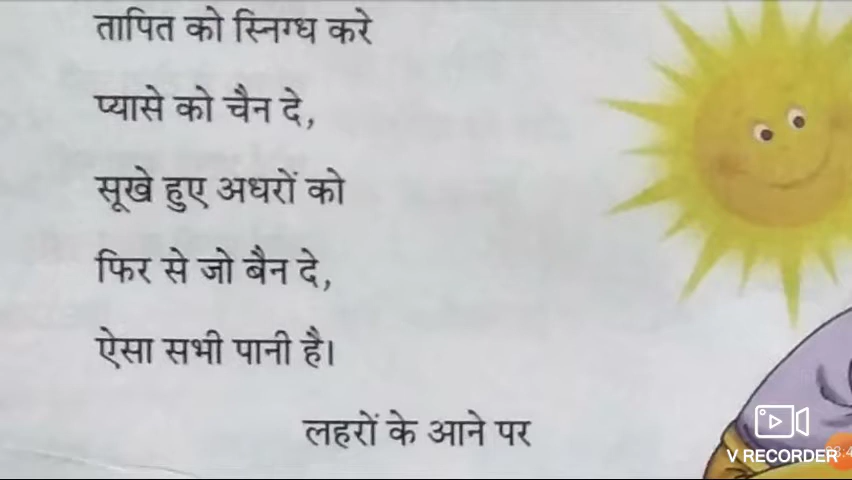 तापित को स्निग्ध करे
प्यासे को चैन दे,
सूखे हुए अधरों को
फिर से जो बैन दे,
ऐसा सभी पानी है।
लहरों के आने पर
V RECORDER